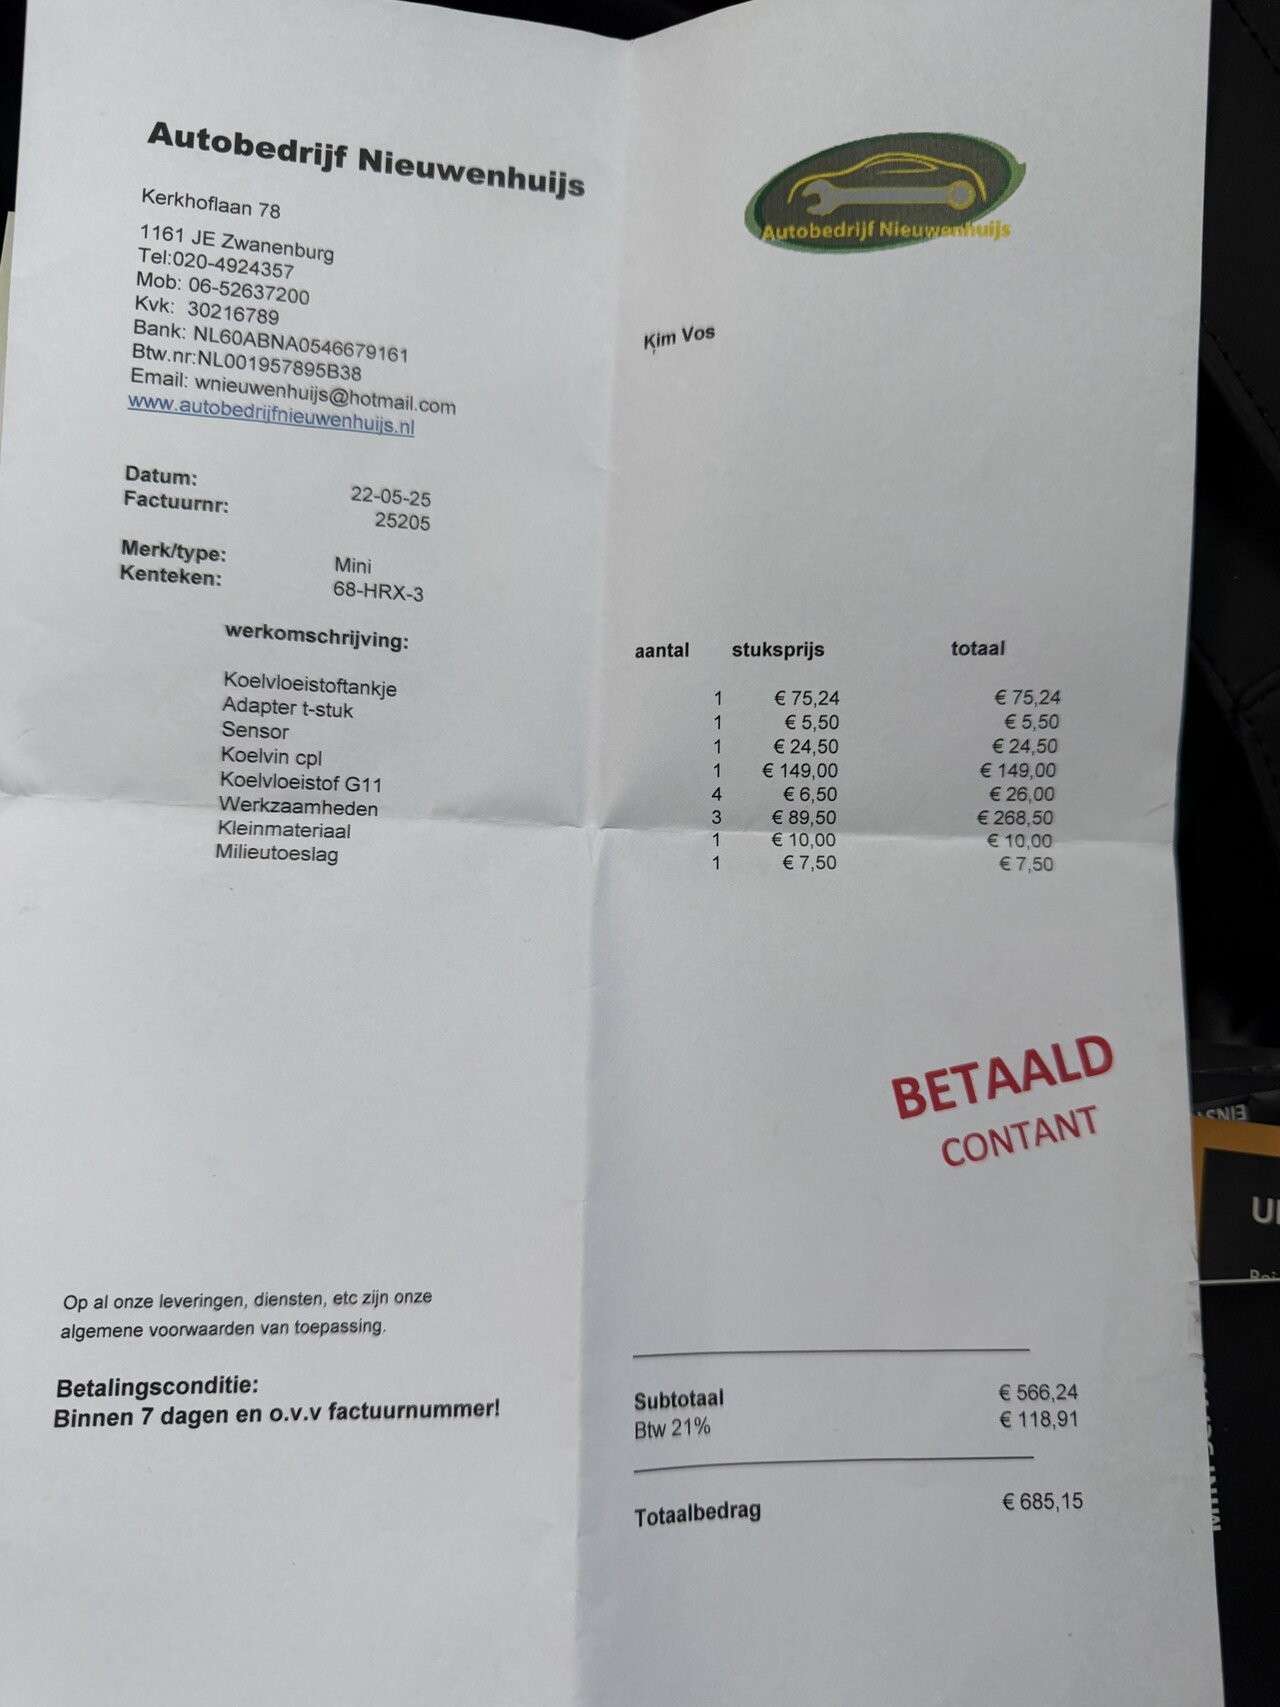 Autobedrijf Nieuwenhuijs
Autobedrijf Nieuwenhuijs
Kerkhoflaan 78
1161 JE Zwanenburg
Tel:020-4924357
Mob: 06-52637200
Kvk: 30216789
Bank: NL60ABNA0546679161
Btw.nr:NL001957895B38
Email: wnieuwenhuijs@hotmail.com
www.autobedrijfnieuwenhuijs.nl
Kim Vos
Datum: 22-05-25
Factuurnr: 25205
Merk/type: Mini
Kenteken: 68-HRX-3
werkomschrijving: aantal stuksprijs totaal
Koelvloeistoftankje 1 € 75,24 € 75,24
Adapter t-stuk 1 € 5,50 € 5,50
Sensor 1 € 24,50 € 24,50
Koelvin cpl 1 € 149,00 € 149,00
Koelvloeistof G11 4 € 6,50 € 26,00
Werkzaamheden 3 € 89,50 € 268,50
Kleinmateriaal 1 € 10,00 € 10,00
Milieutoeslag 1 € 7,50 € 7,50
BETAALD
CONTANT
Op al onze leveringen, diensten, etc zijn onze
algemene voorwaarden van toepassing.
Betalingsconditie:
Binnen 7 dagen en o.v.v factuurnummer!
Subtotaal € 566,24
Btw 21% € 118,91
Totaalbedrag € 685,15